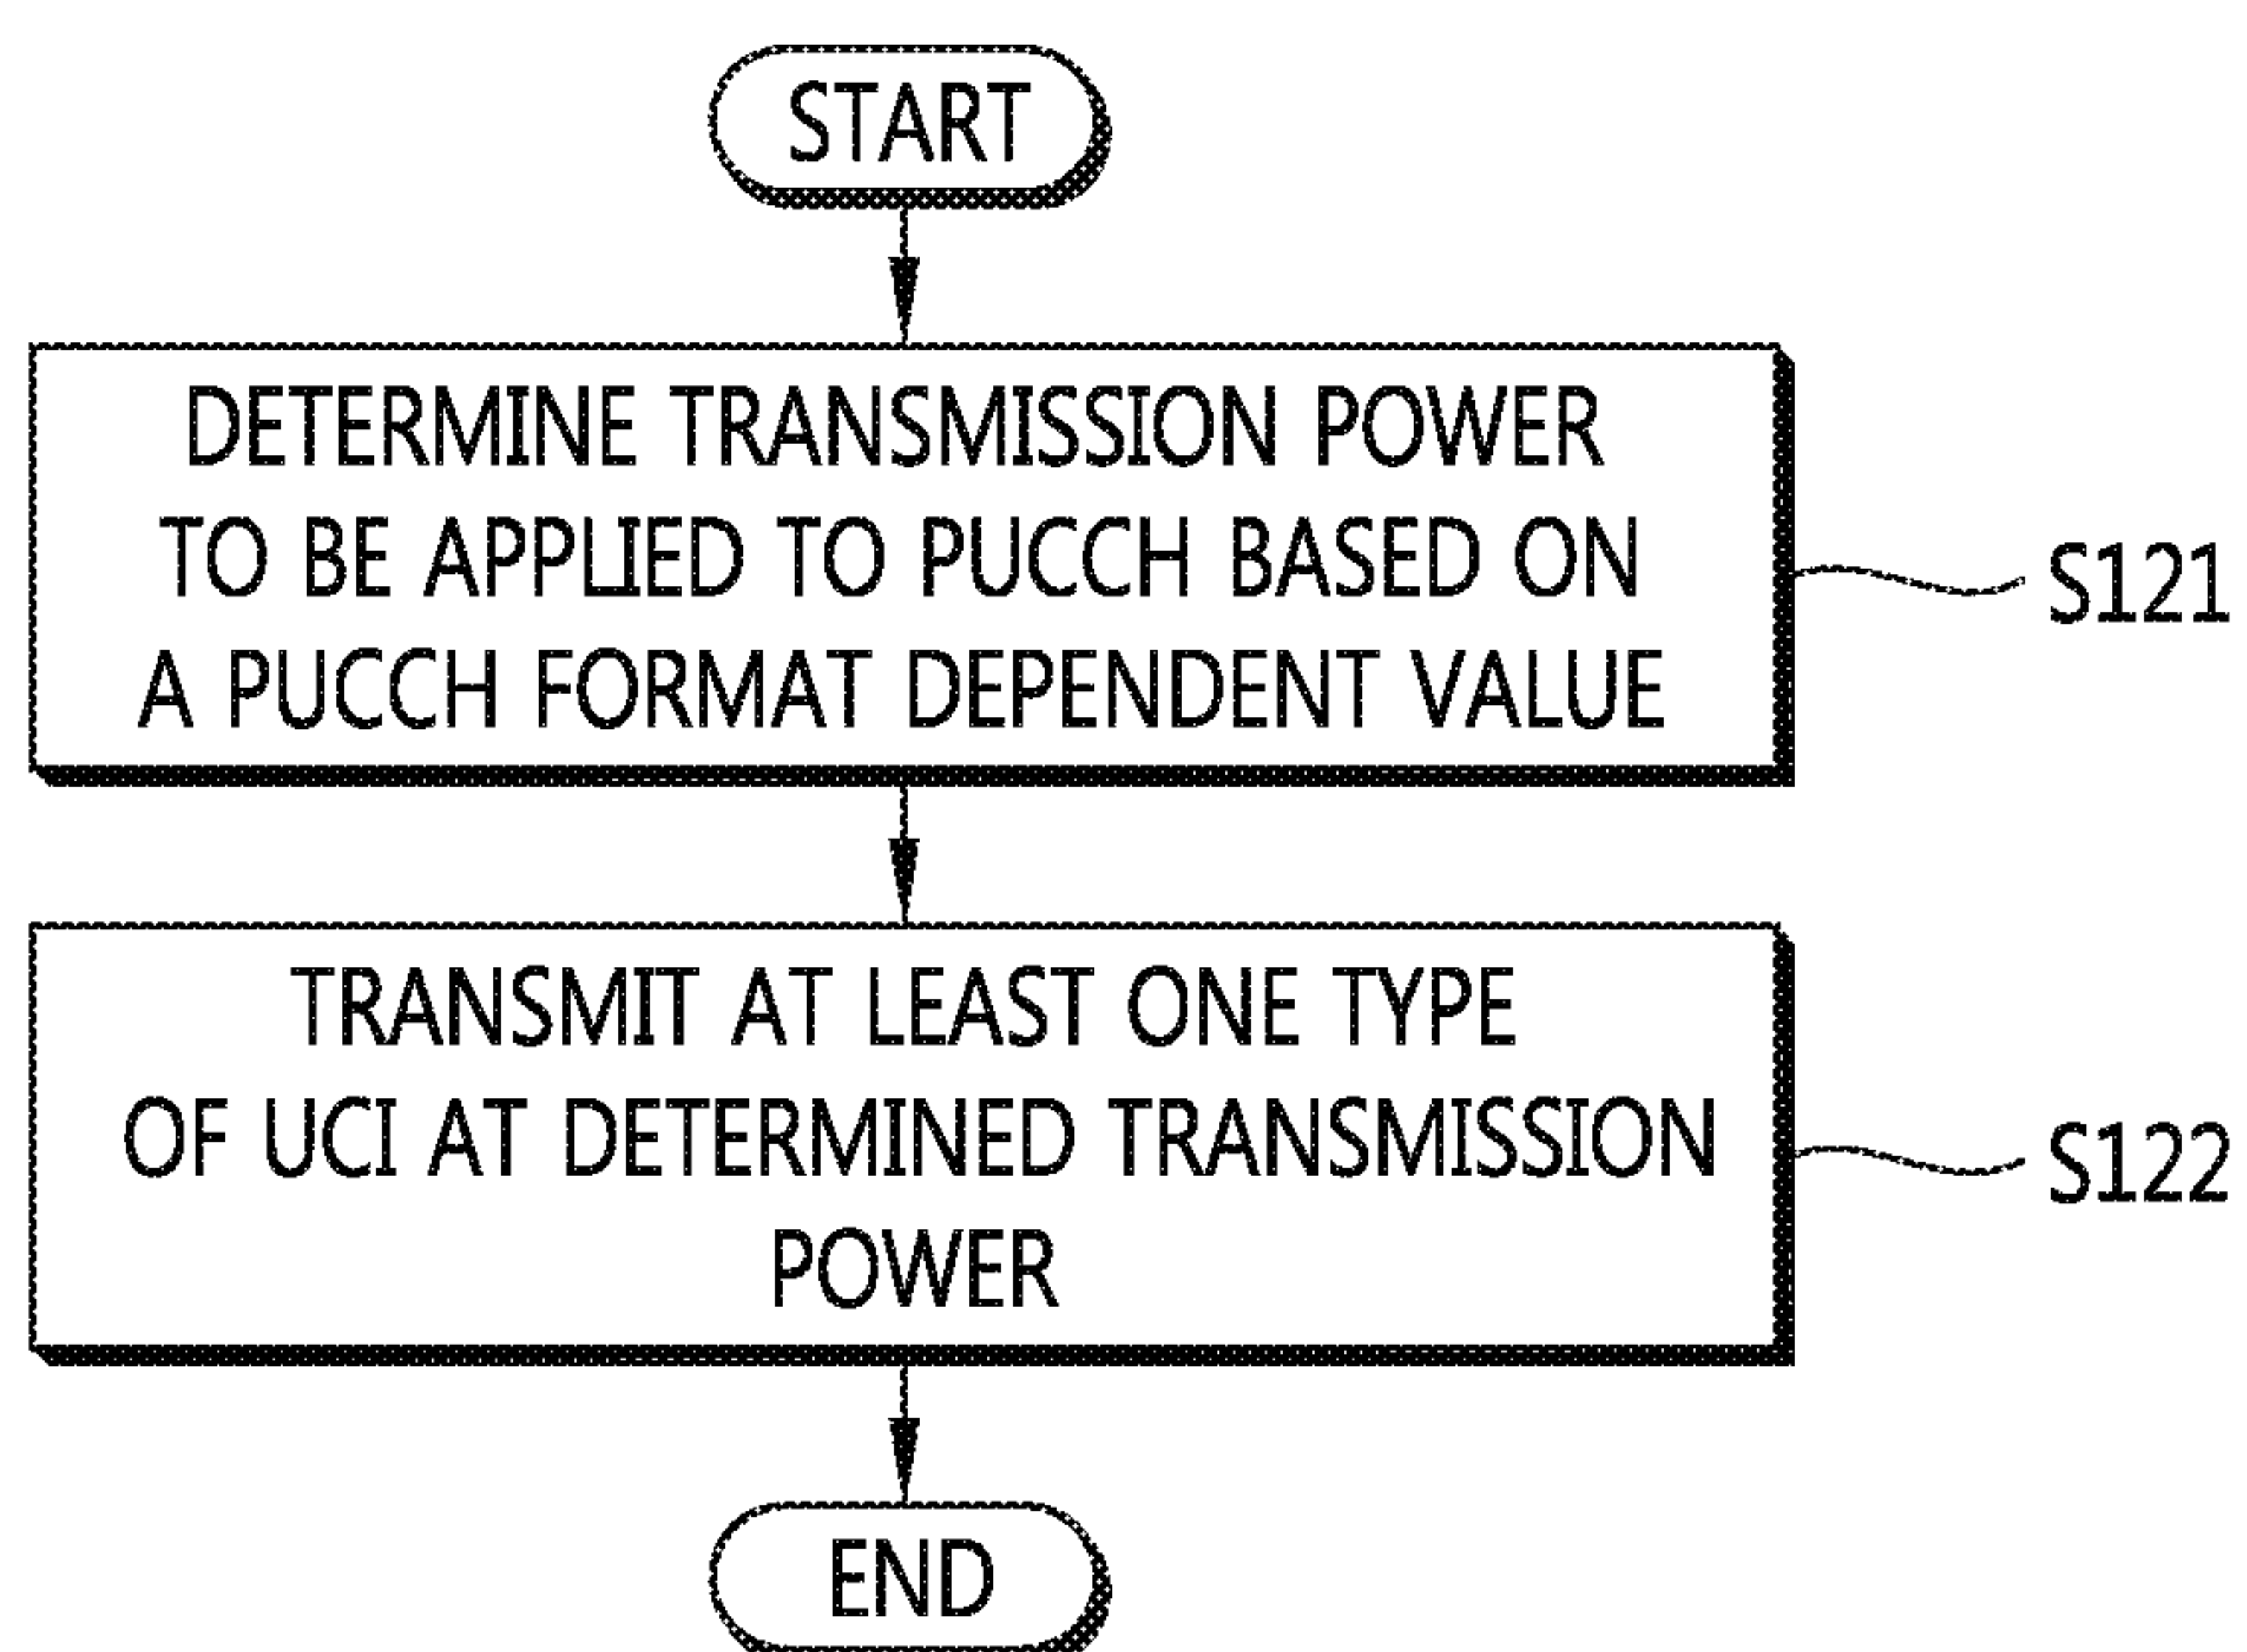 START
DETERMINE TRANSMISSION POWER
TO BE APPLIED TO PUCCH BASED ON
A PUCCH FORMAT DEPENDENT VALUE
S121
TRANSMIT AT LEAST ONE TYPE
OF UCI AT DETERMINED TRANSMISSION
POWER
S122
END